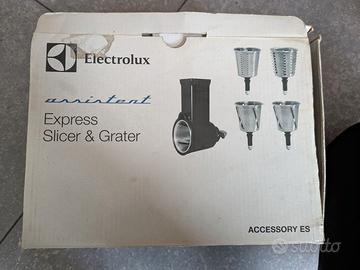 Electrolux
assistent
Express
Slicer & Grater
ACCESSORY ES
subito